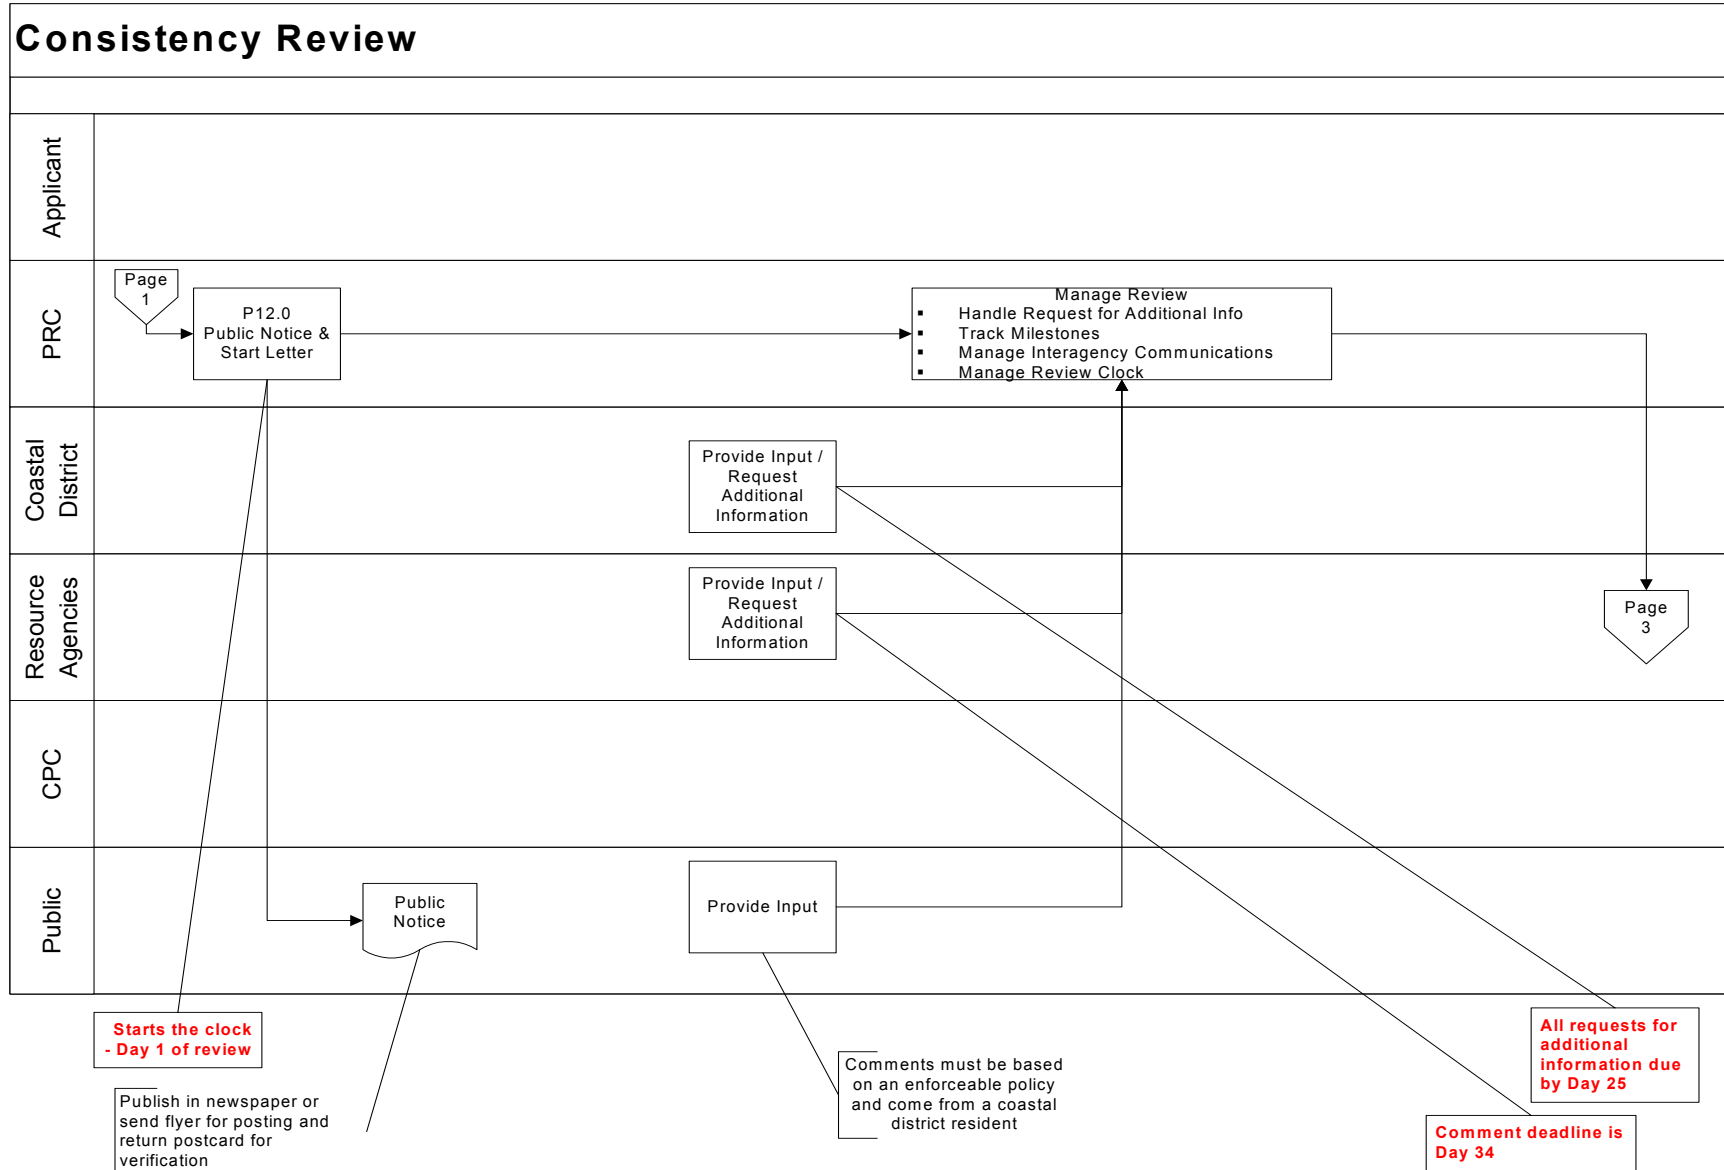 Consistency Review
Applicant
PRC
Page
1
P12.0
Public Notice &
Start Letter
Manage Review
▪ Handle Request for Additional Info
▪ Track Milestones
▪ Manage Interagency Communications
▪ Manage Review Clock
Coastal
District
Provide Input /
Request
Additional
Information
Resource
Agencies
Provide Input /
Request
Additional
Information
Page
3
CPC
Public
Public
Notice
Provide Input
Starts the clock
- Day 1 of review
Publish in newspaper or
send flyer for posting and
return postcard for
verification
Comments must be based
on an enforceable policy
and come from a coastal
district resident
All requests for
additional
information due
by Day 25
Comment deadline is
Day 34